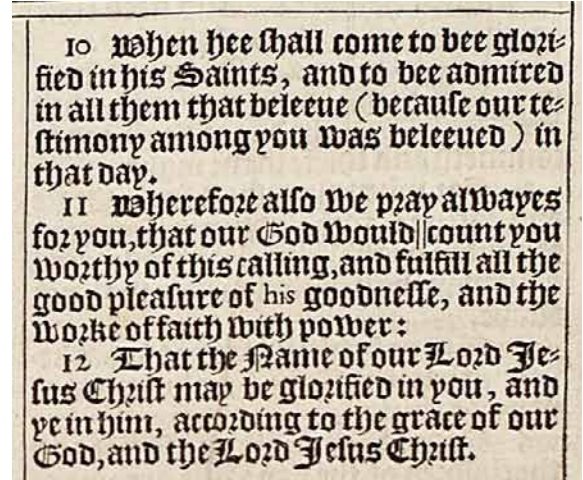 10 When hee shall come to bee glori-
fied in his Saints, and to bee admired
in all them that beleeue (because our te-
stimony among you was beleeued) in
that day.
11 Wherefore also we pray alwayes
for you, that our God would || count you
worthy of this calling, and fulfill all the
good pleasure of his goodnesse, and the
worke of faith with power:
12 That the Name of our Lord Je-
sus Christ may be glorified in you, and
ye in him, according to the grace of our
God, and the Lord Jesus Christ.